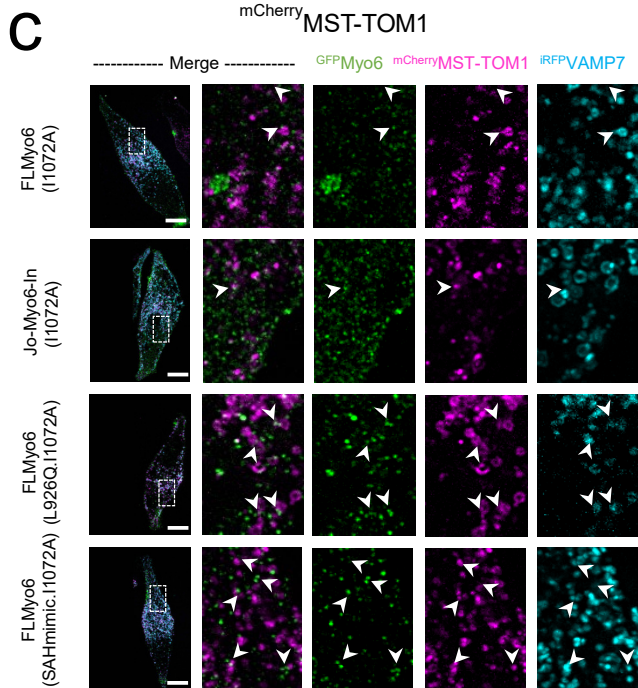 c
mCherryMST-TOM1
------------ Merge ------------
GFPMyo6 mCherryMST-TOM1 iRFPVAMP7
FLMyo6
(I1072A)
Jo-Myo6-In
(I1072A)
FLMyo6
(L926Q.I1072A)
FLMyo6
(SAHmimic.I1072A)